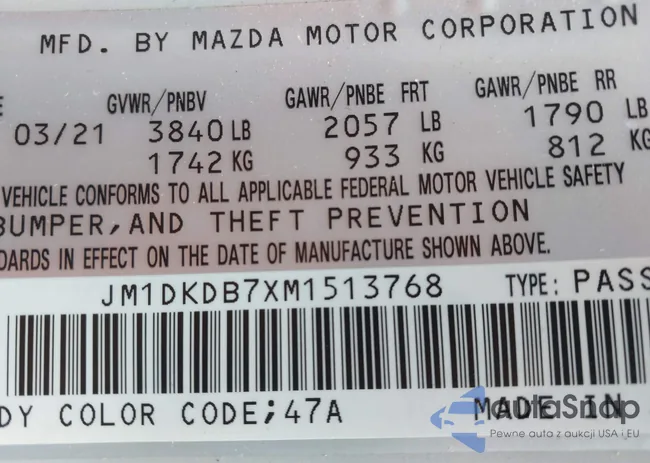 MFD. BY MAZDA MOTOR CORPORATION
GVWR/PNBV GAWR/PNBE FRT GAWR/PNBE RR
03/21 3840 LB 2057 LB 1790 LB
1742 KG 933 KG 812 KG
VEHICLE CONFORMS TO ALL APPLICABLE FEDERAL MOTOR VEHICLE SAFETY
BUMPER, AND THEFT PREVENTION
DARDS IN EFFECT ON THE DATE OF MANUFACTURE SHOWN ABOVE.
JM1DKDB7XM1513768 TYPE: PASS
DY COLOR CODE;47A MADE IN
autaSnap
Pewne auta z aukcji USA i EU